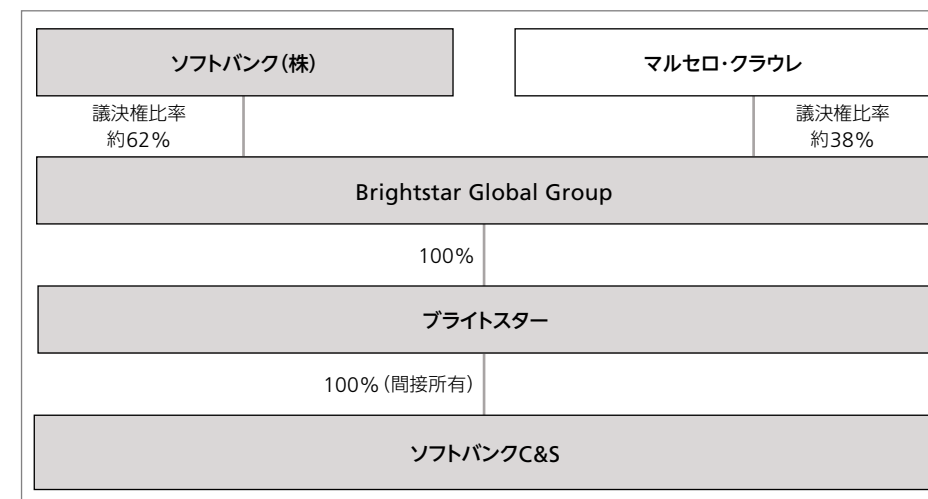 ソフトバンク(株)
マルセロ・クラウレ
議決権比率
約62%
議決権比率
約38%
Brightstar Global Group
100%
ブライトスター
100%(間接所有)
ソフトバンクC&S